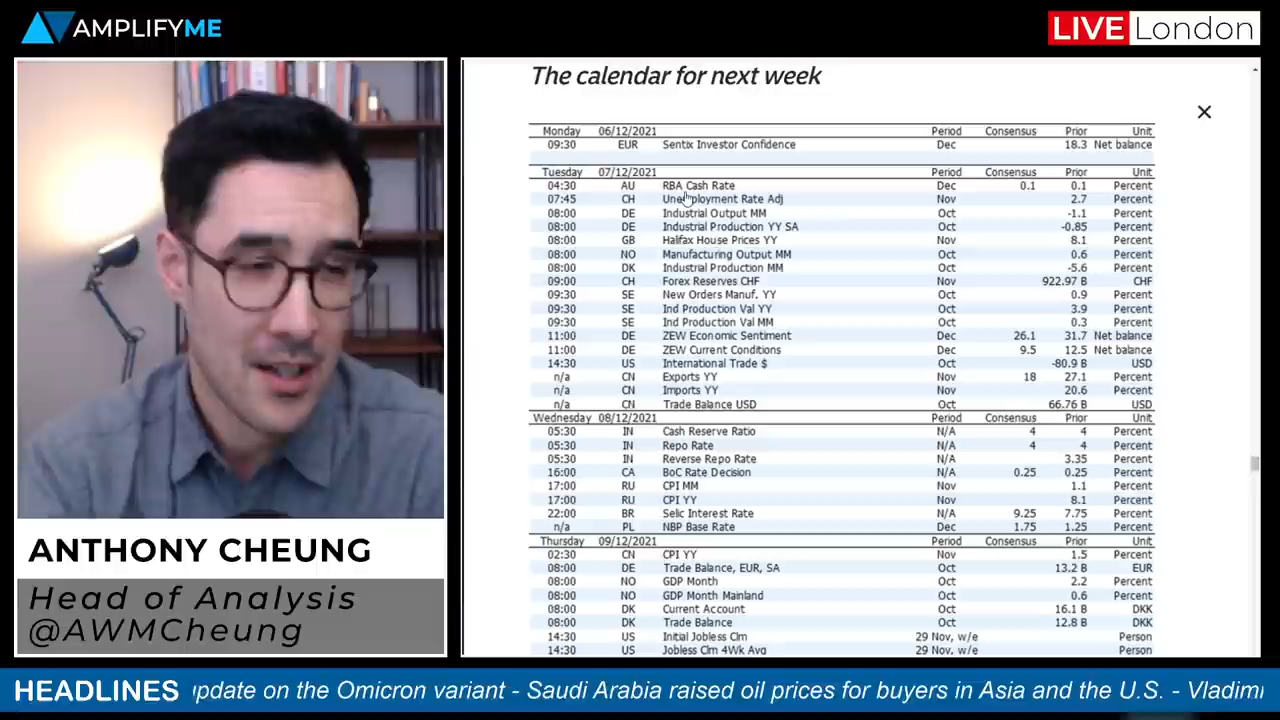 AMPLIFYME
LIVE London
The calendar for next week
Monday 06/12/2021 Period Consensus Prior Unit
09:30 EUR Sentix Investor Confidence Dec 18.3 Net balance
Tuesday 07/12/2021 Period Consensus Prior Unit
04:30 AU RBA Cash Rate Dec 0.1 0.1 Percent
07:45 CH Unemployment Rate Adj Nov 2.7 Percent
08:00 DE Industrial Output MM Oct -1.1 Percent
08:00 DE Industrial Production YY SA Oct -0.85 Percent
08:00 GB Halifax House Prices YY Nov 8.1 Percent
08:00 NO Manufacturing Output MM Oct 0.6 Percent
08:00 DK Industrial Production MM Oct -5.6 Percent
09:00 CH Forex Reserves CHF Nov 922.97 B CHF
09:30 SE New Orders Manuf. YY Oct 0.9 Percent
09:30 SE Ind Production Val YY Oct 3.9 Percent
09:30 SE Ind Production Val MM Oct 0.3 Percent
11:00 DE ZEW Economic Sentiment Dec 26.1 31.7 Net balance
11:00 DE ZEW Current Conditions Dec 9.5 12.5 Net balance
14:30 US International Trade $ Oct -80.9 B USD
n/a CN Exports YY Nov 18 27.1 Percent
n/a CN Imports YY Nov 20.6 Percent
n/a CN Trade Balance USD Oct 66.76 B USD
Wednesday 08/12/2021 Period Consensus Prior Unit
05:30 IN Cash Reserve Ratio N/A 4 4 Percent
05:30 IN Repo Rate N/A 4 4 Percent
05:30 IN Reverse Repo Rate N/A 3.35 Percent
16:00 CA BoC Rate Decision N/A 0.25 0.25 Percent
17:00 RU CPI MM Nov 1.1 Percent
17:00 RU CPI YY Nov 8.1 Percent
22:00 BR Selic Interest Rate N/A 9.25 7.75 Percent
n/a PL NBP Base Rate Dec 1.75 1.25 Percent
Thursday 09/12/2021 Period Consensus Prior Unit
02:30 CN CPI YY Nov 1.5 Percent
08:00 DE Trade Balance, EUR, SA Oct 13.2 B EUR
08:00 NO GDP Month Oct 2.2 Percent
08:00 NO GDP Month Mainland Oct 0.6 Percent
08:00 DK Current Account Oct 16.1 B DKK
08:00 DK Trade Balance Oct 12.8 B DKK
14:30 US Initial Jobless Clm 29 Nov, w/e Person
14:30 US Jobless Clm 4Wk Avg 29 Nov, w/e Person
ANTHONY CHEUNG
Head of Analysis
@AWMCheung
HEADLINES pdate on the Omicron variant - Saudi Arabia raised oil prices for buyers in Asia and the U.S. - Vladimi